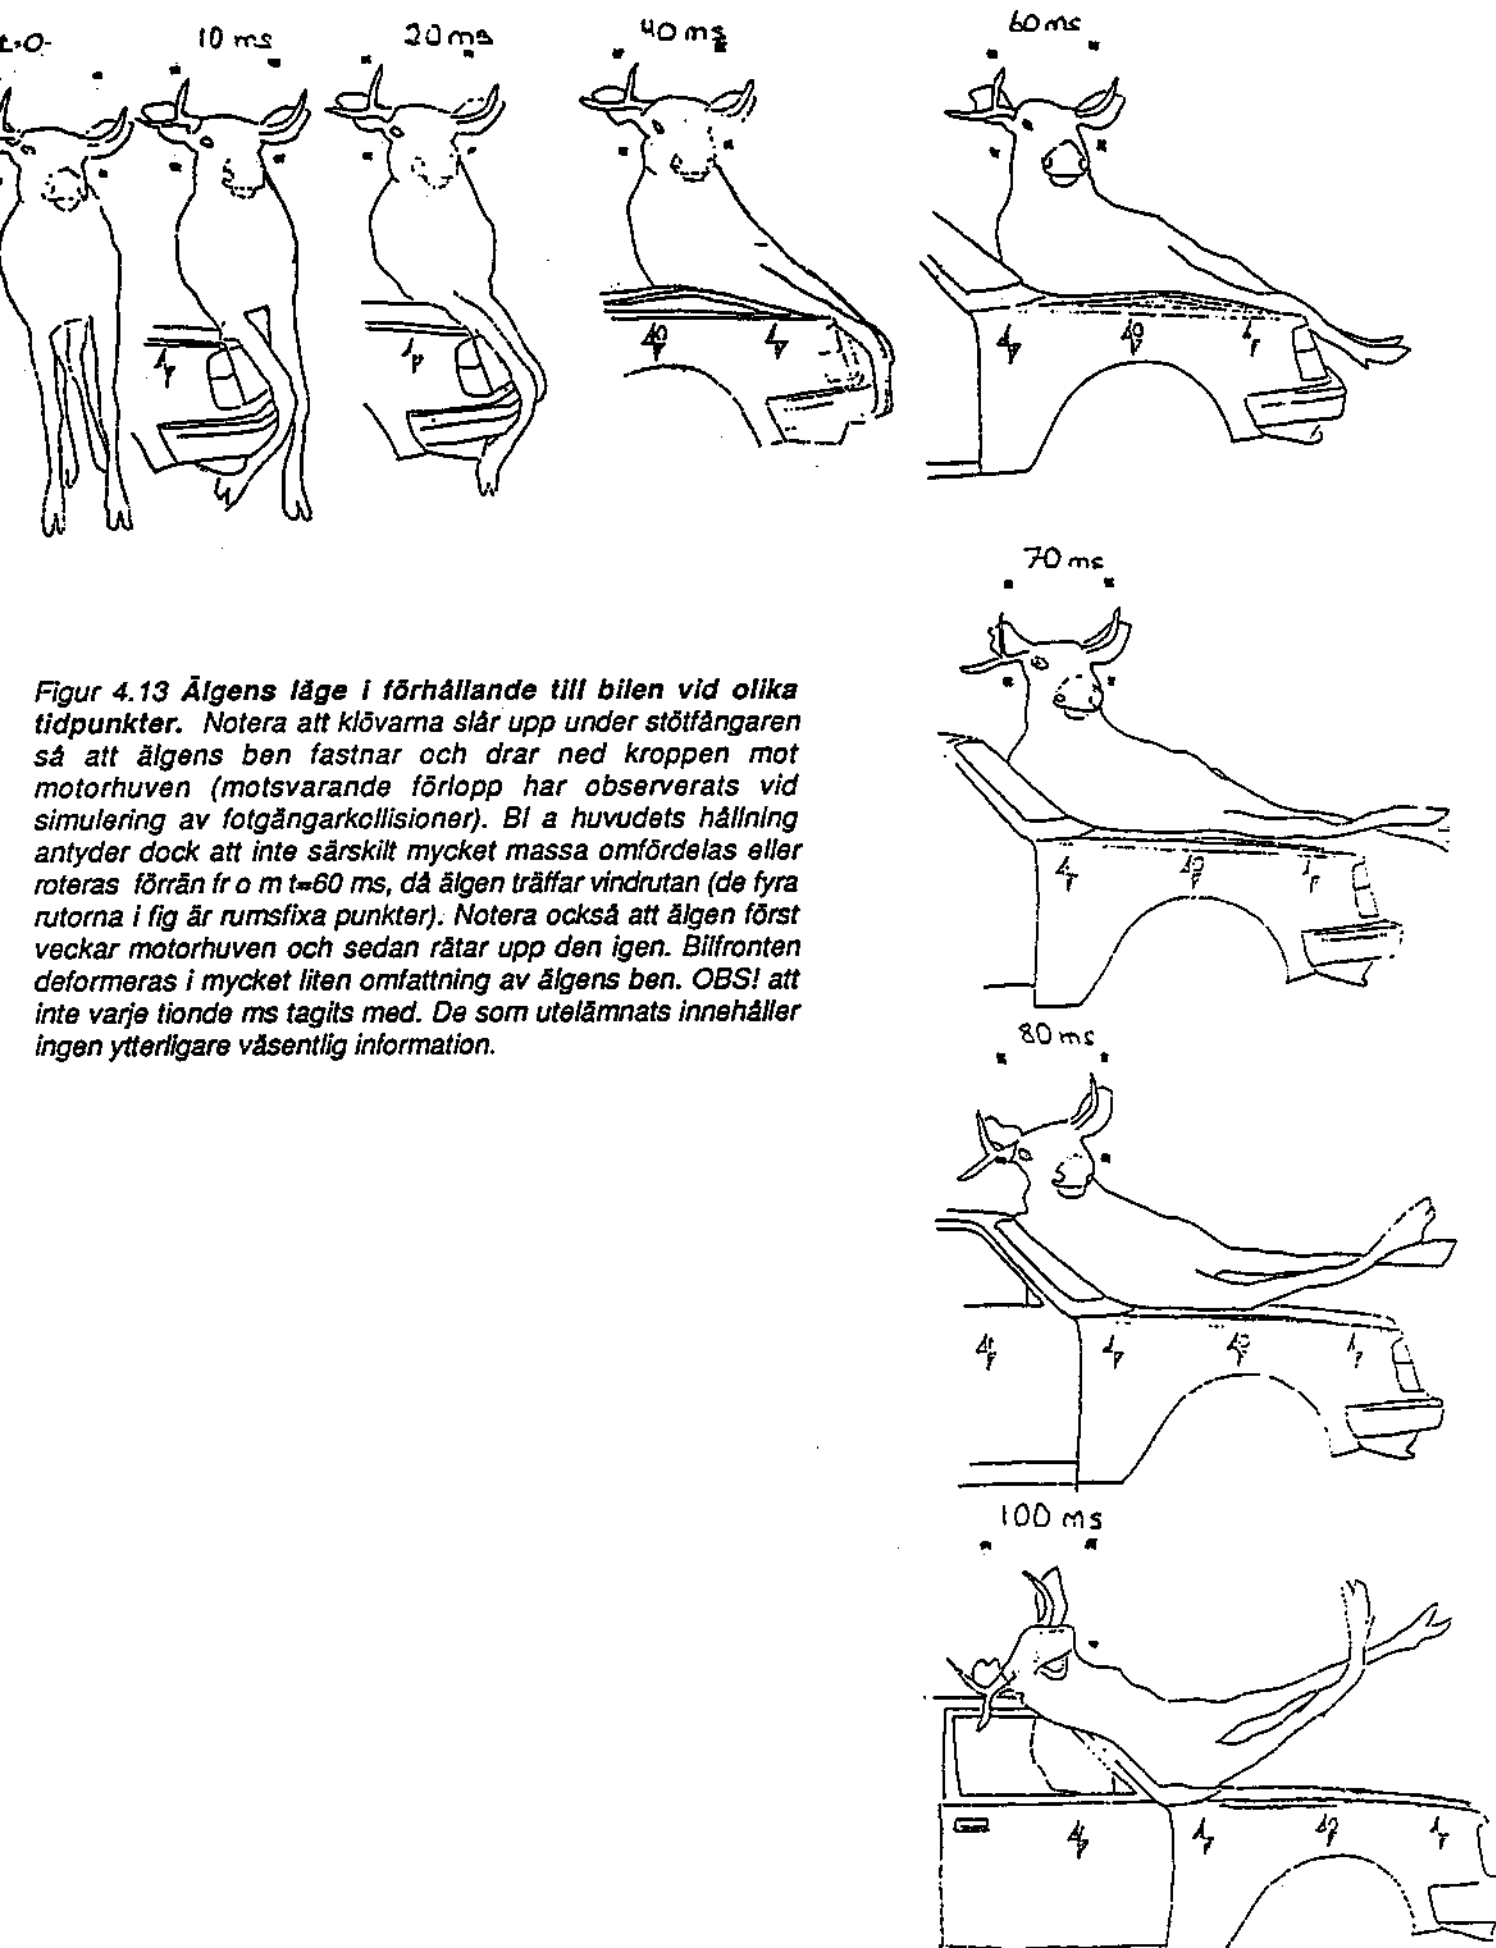 t=0
10 ms
20 ms
40 ms
60 ms
70 ms
Figur 4.13 Älgens läge i förhållande till bilen vid olika
tidpunkter. Notera att klövarna slår upp under stötfångaren
så att älgens ben fastnar och drar ned kroppen mot
motorhuven (motsvarande förlopp har observerats vid
simulering av fotgängarkollisioner). Bl a huvudets hållning
antyder dock att inte särskilt mycket massa omfördelas eller
roteras förrän fr o m t=60 ms, då älgen träffar vindrutan (de fyra
rutorna i fig är rumsfixa punkter). Notera också att älgen först
veckar motorhuven och sedan rätar upp den igen. Bilfronten
deformeras i mycket liten omfattning av älgens ben. OBS! att
inte varje tionde ms tagits med. De som utelämnats innehåller
ingen ytterligare väsentlig information.
80 ms
100 ms